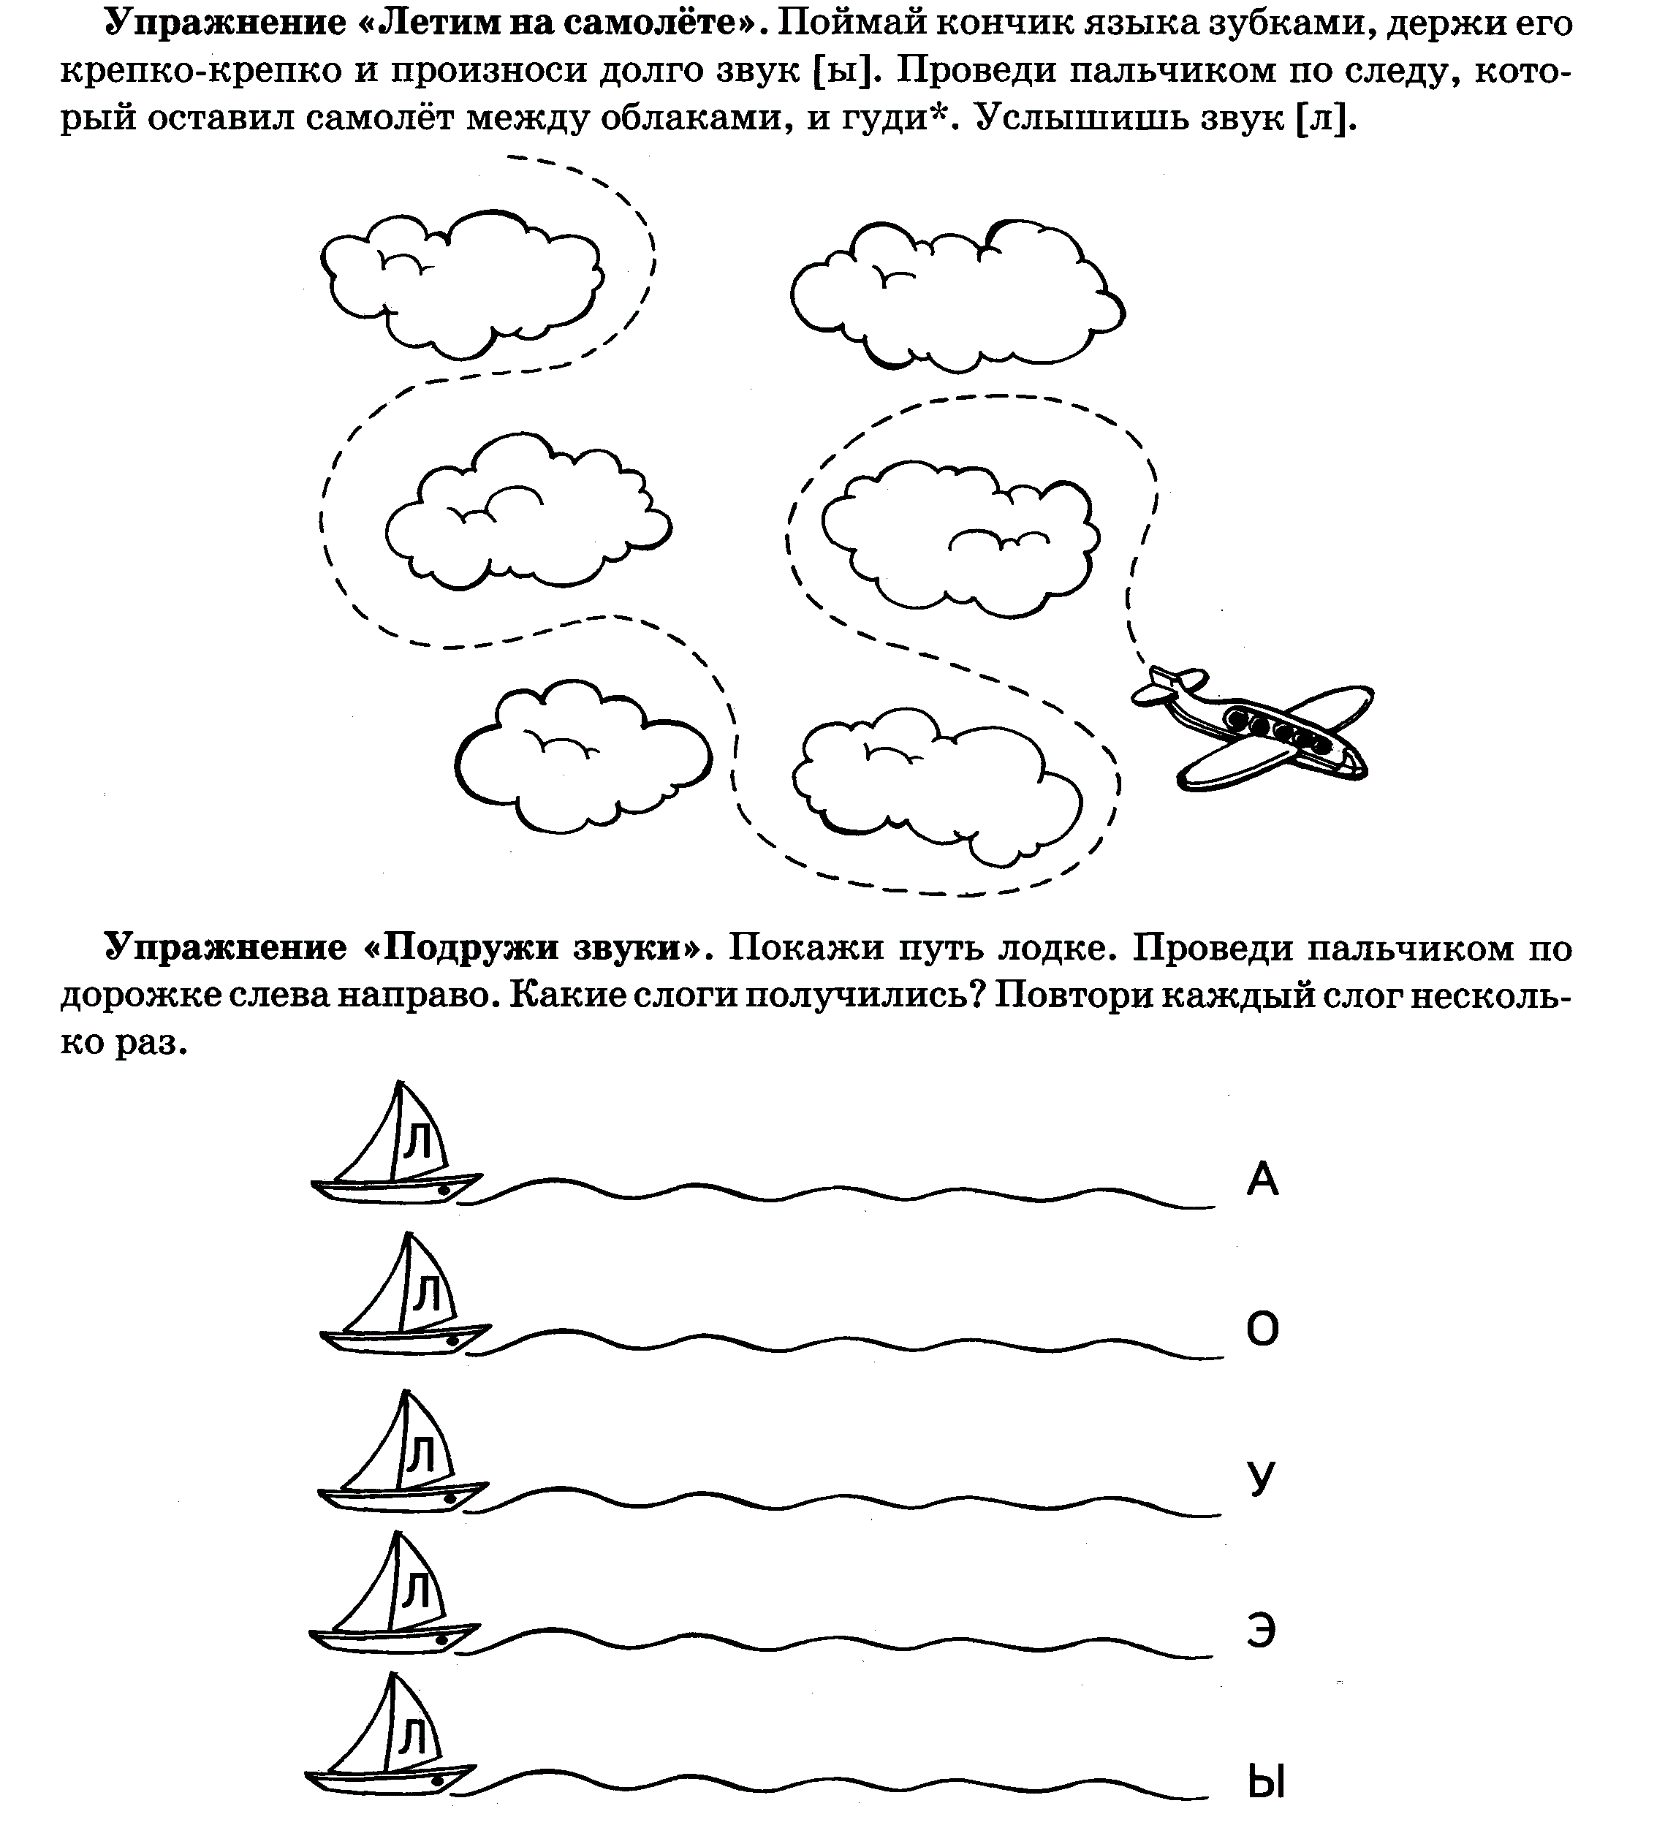 Упражнение «Летим на самолёте». Поймай кончик языка зубками, держи его
крепко-крепко и произноси долго звук [ы]. Проведи пальчиком по следу, кото-
рый оставил самолёт между облаками, и гуди*. Услышишь звук [л].
Упражнение «Подружи звуки». Покажи путь лодке. Проведи пальчиком по
дорожке слева направо. Какие слоги получились? Повтори каждый слог несколь-
ко раз.
Л А
Л О
Л У
Л Э
Л Ы